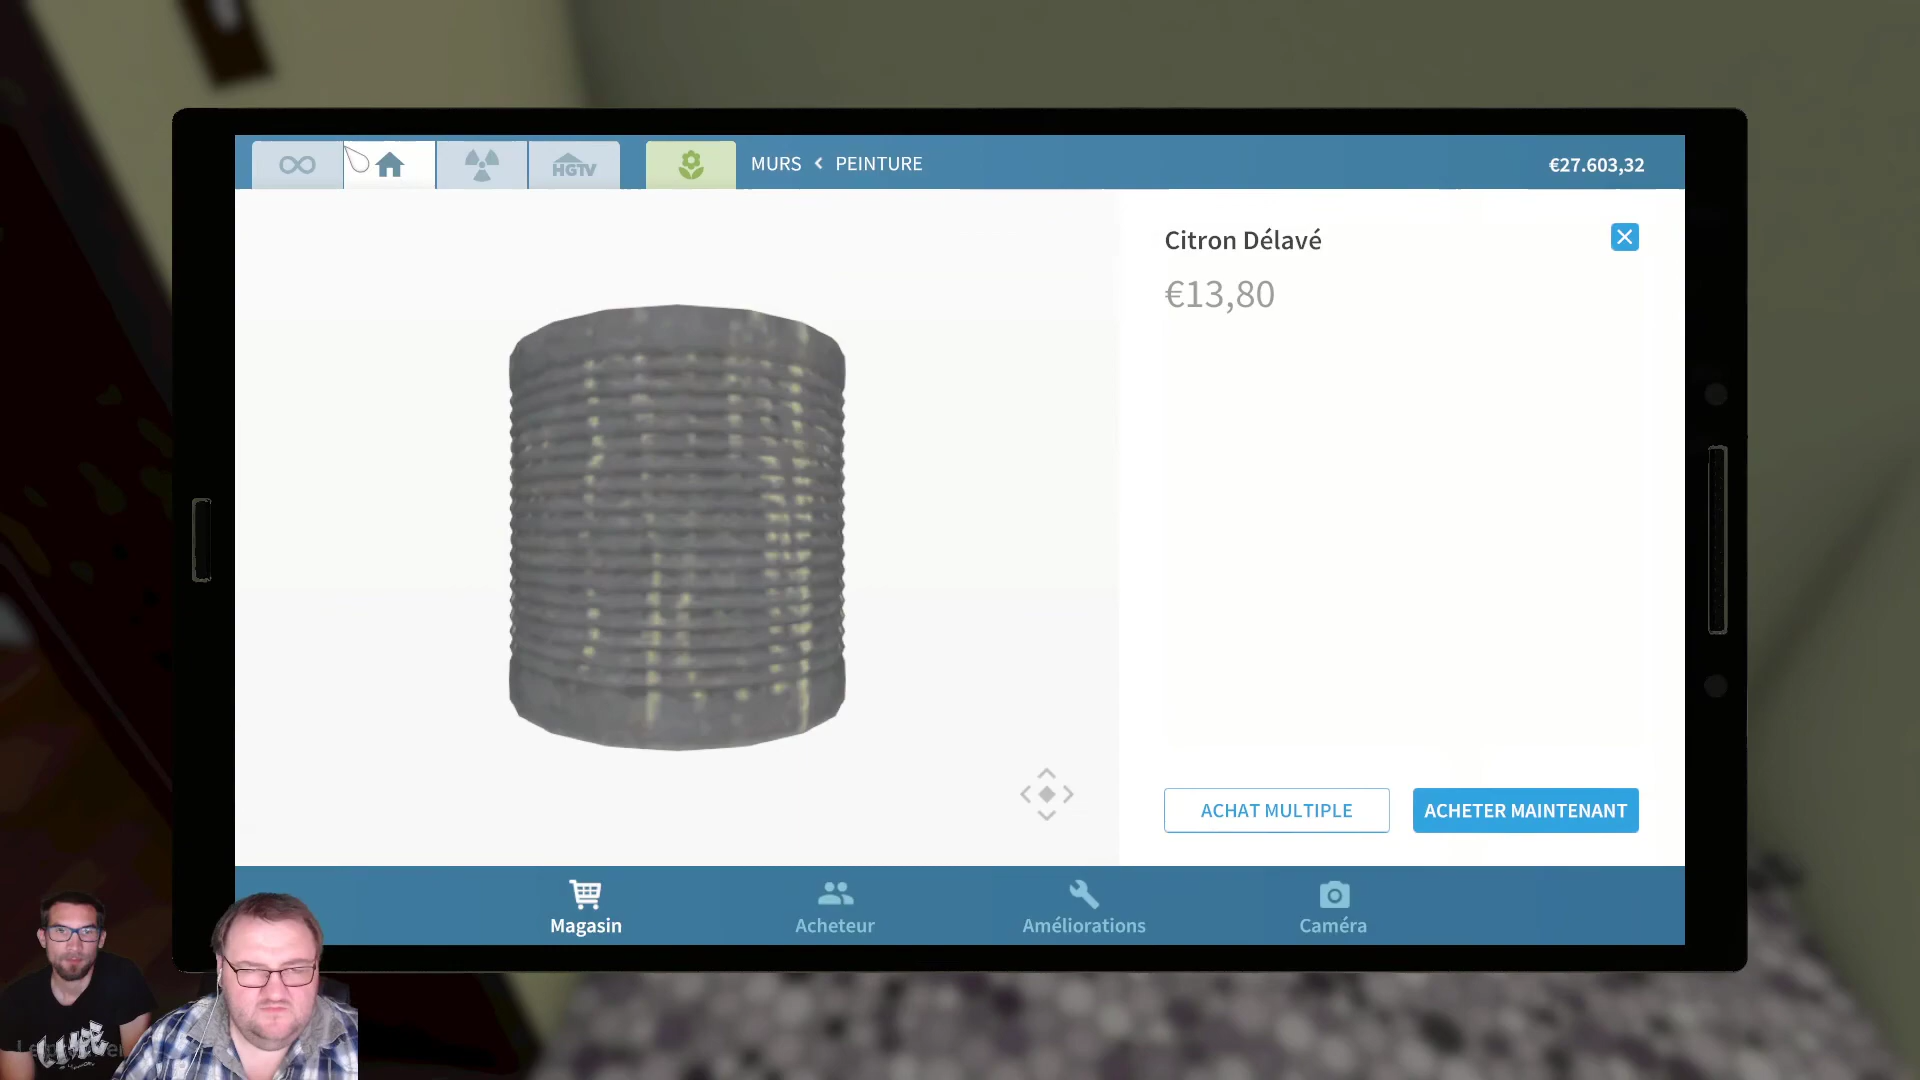 HGTV
MURS < PEINTURE
€27.603,32
Citron Délavé
€13,80
ACHAT MULTIPLE
ACHETER MAINTENANT
Magasin
Acheteur
Améliorations
Caméra